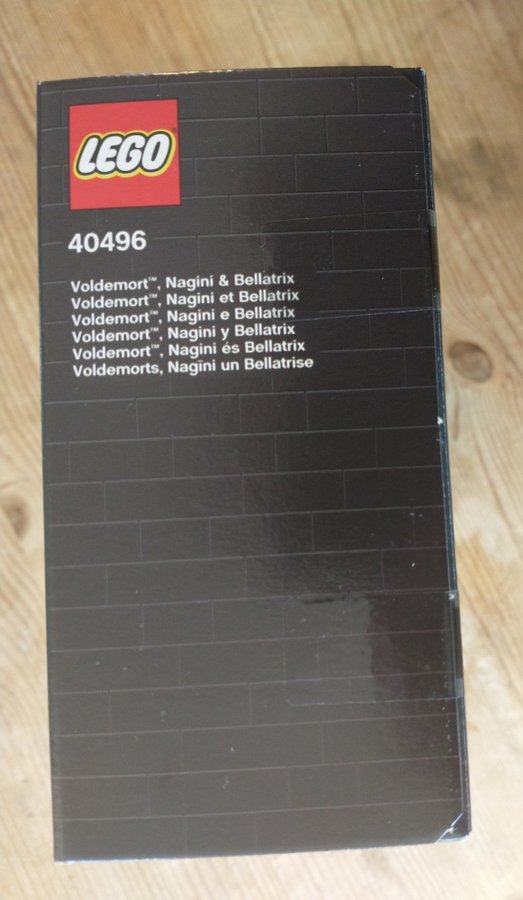 LEGO
40496
Voldemort™, Nagini & Bellatrix
Voldemort™, Nagini et Bellatrix
Voldemort™, Nagini e Bellatrix
Voldemort™, Nagini y Bellatrix
Voldemort™, Nagini és Bellatrix
Voldemorts, Nagīni un Bellatrise